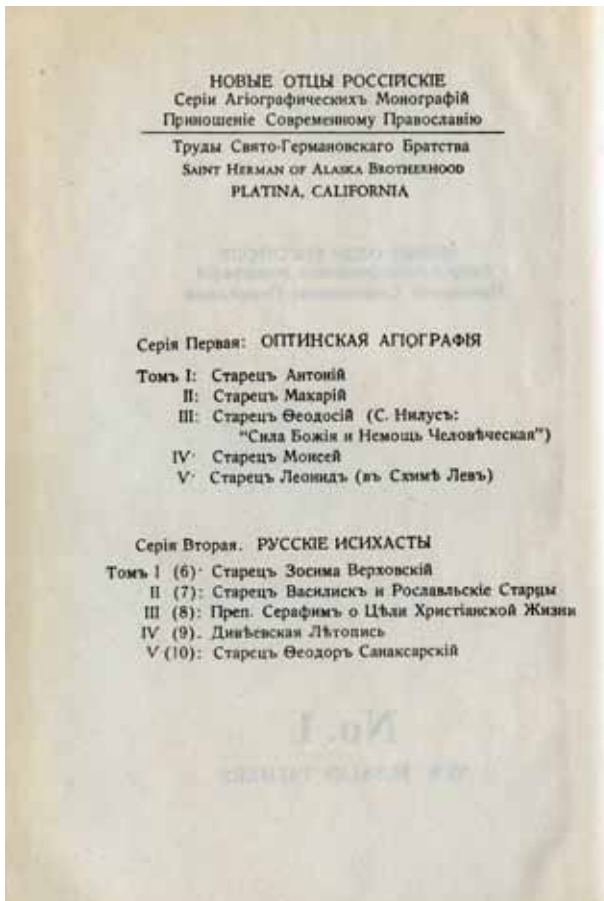 НОВЫЕ ОТЦЫ РОССІЙСКІЕ
Серіи Агіографическихъ Монографій
Приношеніе Современному Православію
Труды Свято-Германовскаго Братства
SAINT HERMAN OF ALASKA BROTHERHOOD
PLATINA, CALIFORNIA
Серія Первая: ОПТИНСКАЯ АГІОГРАФІЯ
Томъ I: Старецъ Антоній
II: Старецъ Макарій
III: Старецъ Ѳеодосій (С. Нилусъ:
"Сила Божія и Немощь Человѣческая")
IV· Старецъ Моисей
V· Старецъ Леонидъ (въ Схимѣ Левъ)
Серія Вторая. РУССКІЕ ИСИХАСТЫ
Томъ I (6)· Старецъ Зосима Верховскій
II (7): Старецъ Василискъ и Рославльскіе Старцы
III (8): Преп. Серафимъ о Цѣли Христіанской Жизни
IV (9). Дивѣевская Лѣтопись
V (10): Старецъ Ѳеодоръ Санаксарскій
No. 1.